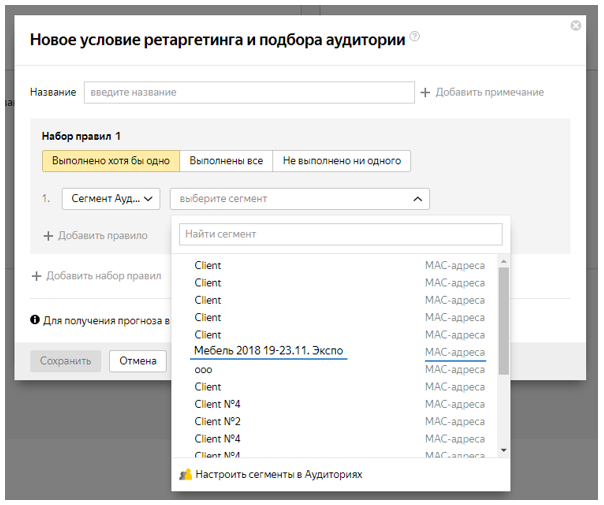 Новое условие ретаргетинга и подбора аудитории
Название введите название + Добавить примечание
Набор правил 1
Выполнено хотя бы одно Выполнены все Не выполнено ни одного
1. Сегмент Ауд... выберите сегмент
Найти сегмент
+ Добавить правило
+ Добавить набор правил
Для получения прогноза в
Сохранить Отмена
Client MAC-адреса
Client MAC-адреса
Client MAC-адреса
Client MAC-адреса
Client MAC-адреса
Мебель 2018 19-23.11. Экспо MAC-адреса
ооо MAC-адреса
Client MAC-адреса
Client №4 MAC-адреса
Client №2 MAC-адреса
Client №4 MAC-адреса
Client №4 MAC-адреса
Настроить сегменты в Аудиториях